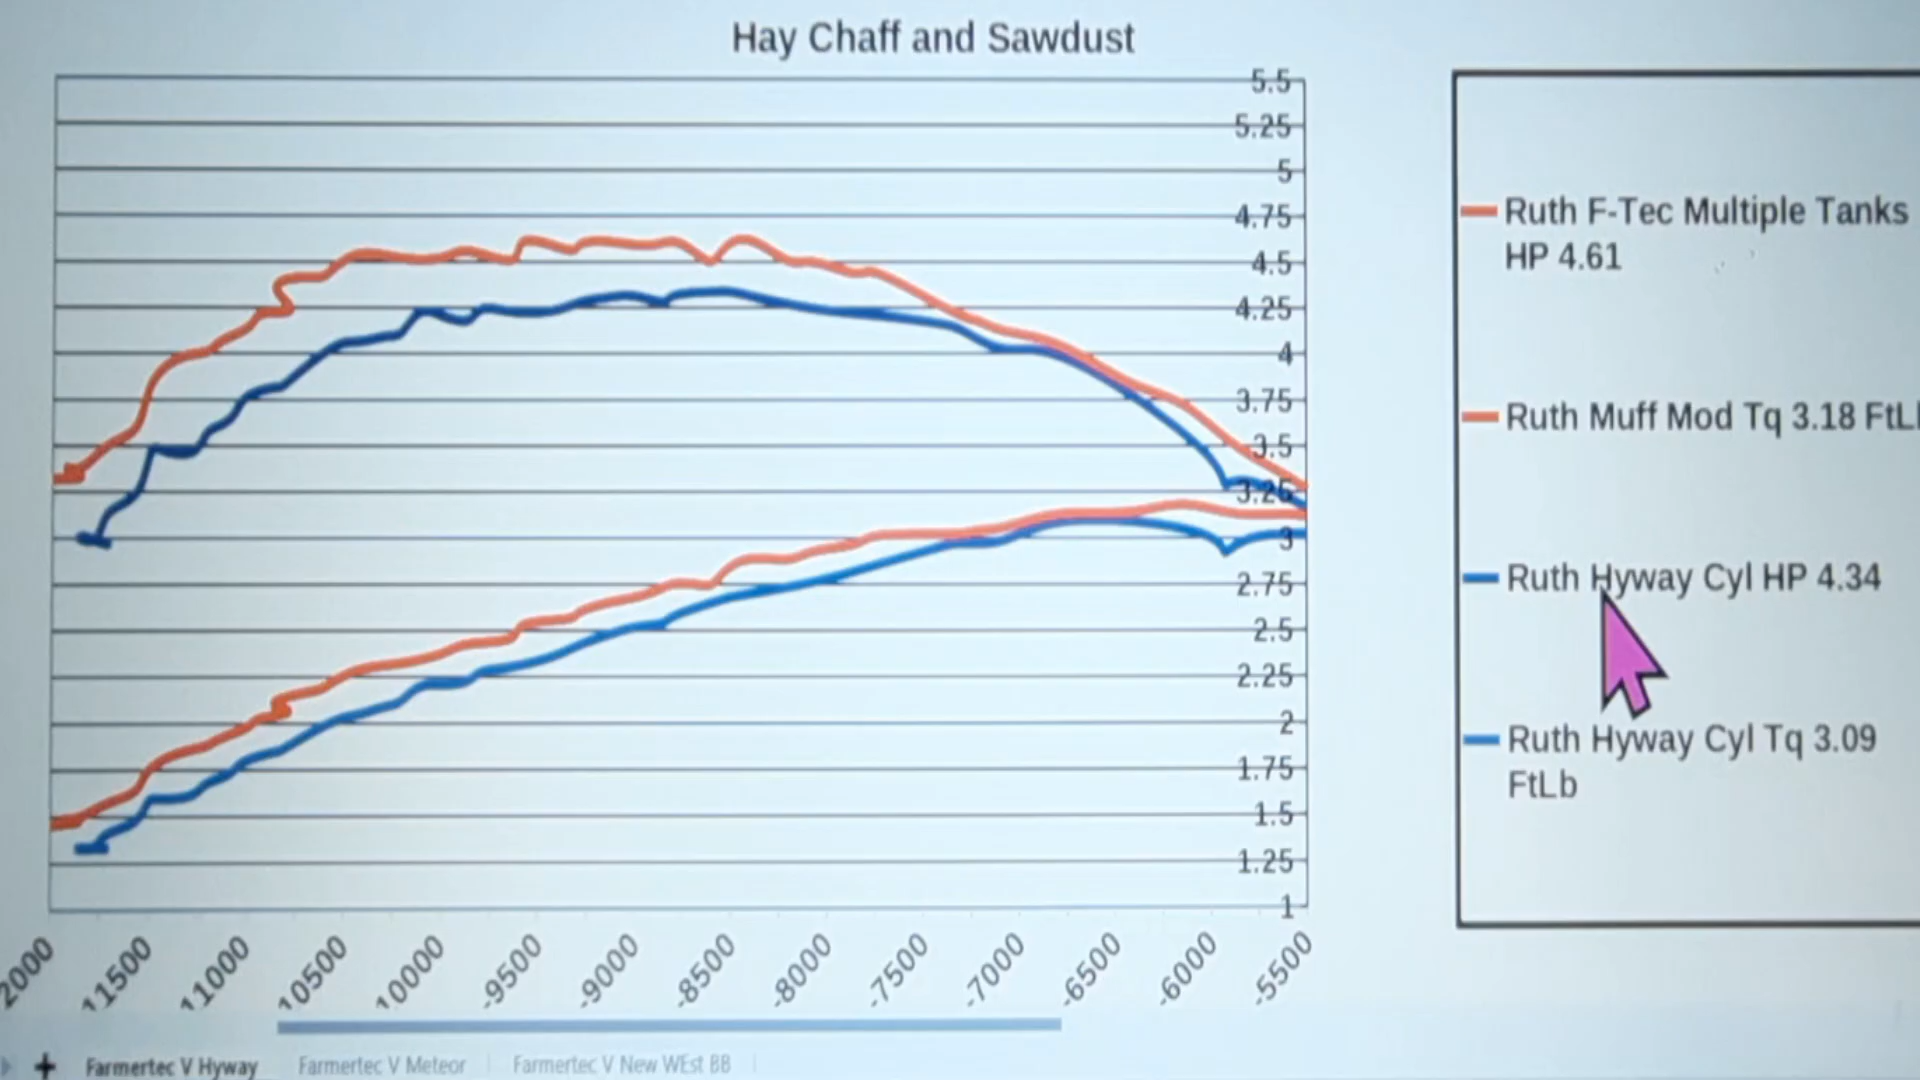 Hay Chaff and Sawdust
5.5
5.25
5
4.75
4.5
4.25
4
3.75
3.5
3.25
3
2.75
2.5
2.25
2
1.75
1.5
1.25
1
2000 11500 11000 10500 10000 -9500 -9000 -8500 -8000 -7500 -7000 -6500 -6000 -5500
Ruth F-Tec Multiple Tanks
HP 4.61
Ruth Muff Mod Tq 3.18 FtL
Ruth Hyway Cyl HP 4.34
Ruth Hyway Cyl Tq 3.09
FtLb
Farmertec V Hyway Farmertec V Meteor Farmertec V New WEst BB